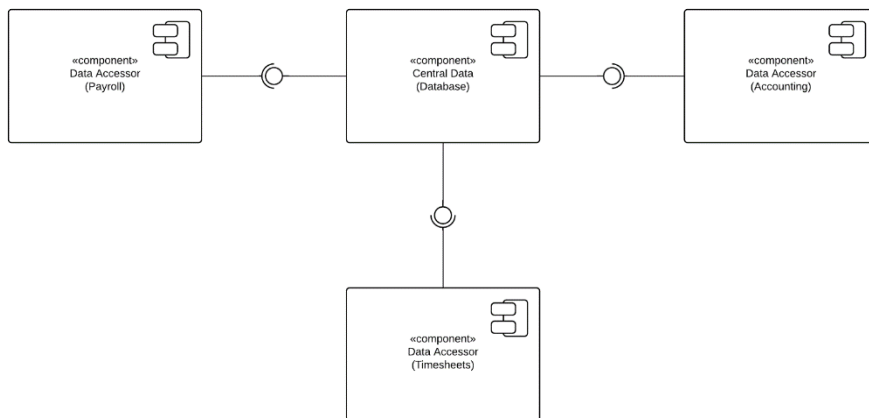 «component»
Data Accessor
(Payroll)
«component»
Central Data
(Database)
«component»
Data Accessor
(Accounting)
«component»
Data Accessor
(Timesheets)